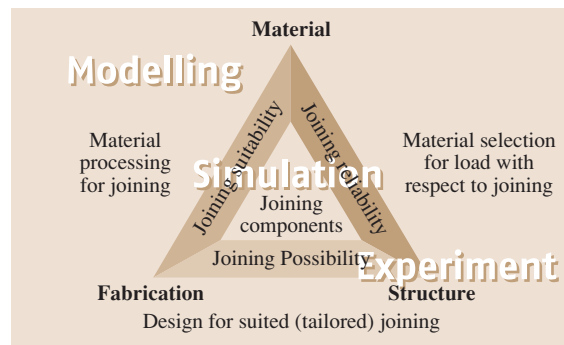 Material
Modelling
Joining suitability
Joining reliability
Material
processing
for joining
Material selection
for load with
respect to joining
Simulation
Joining
components
Joining Possibility
Experiment
Fabrication
Structure
Design for suited (tailored) joining